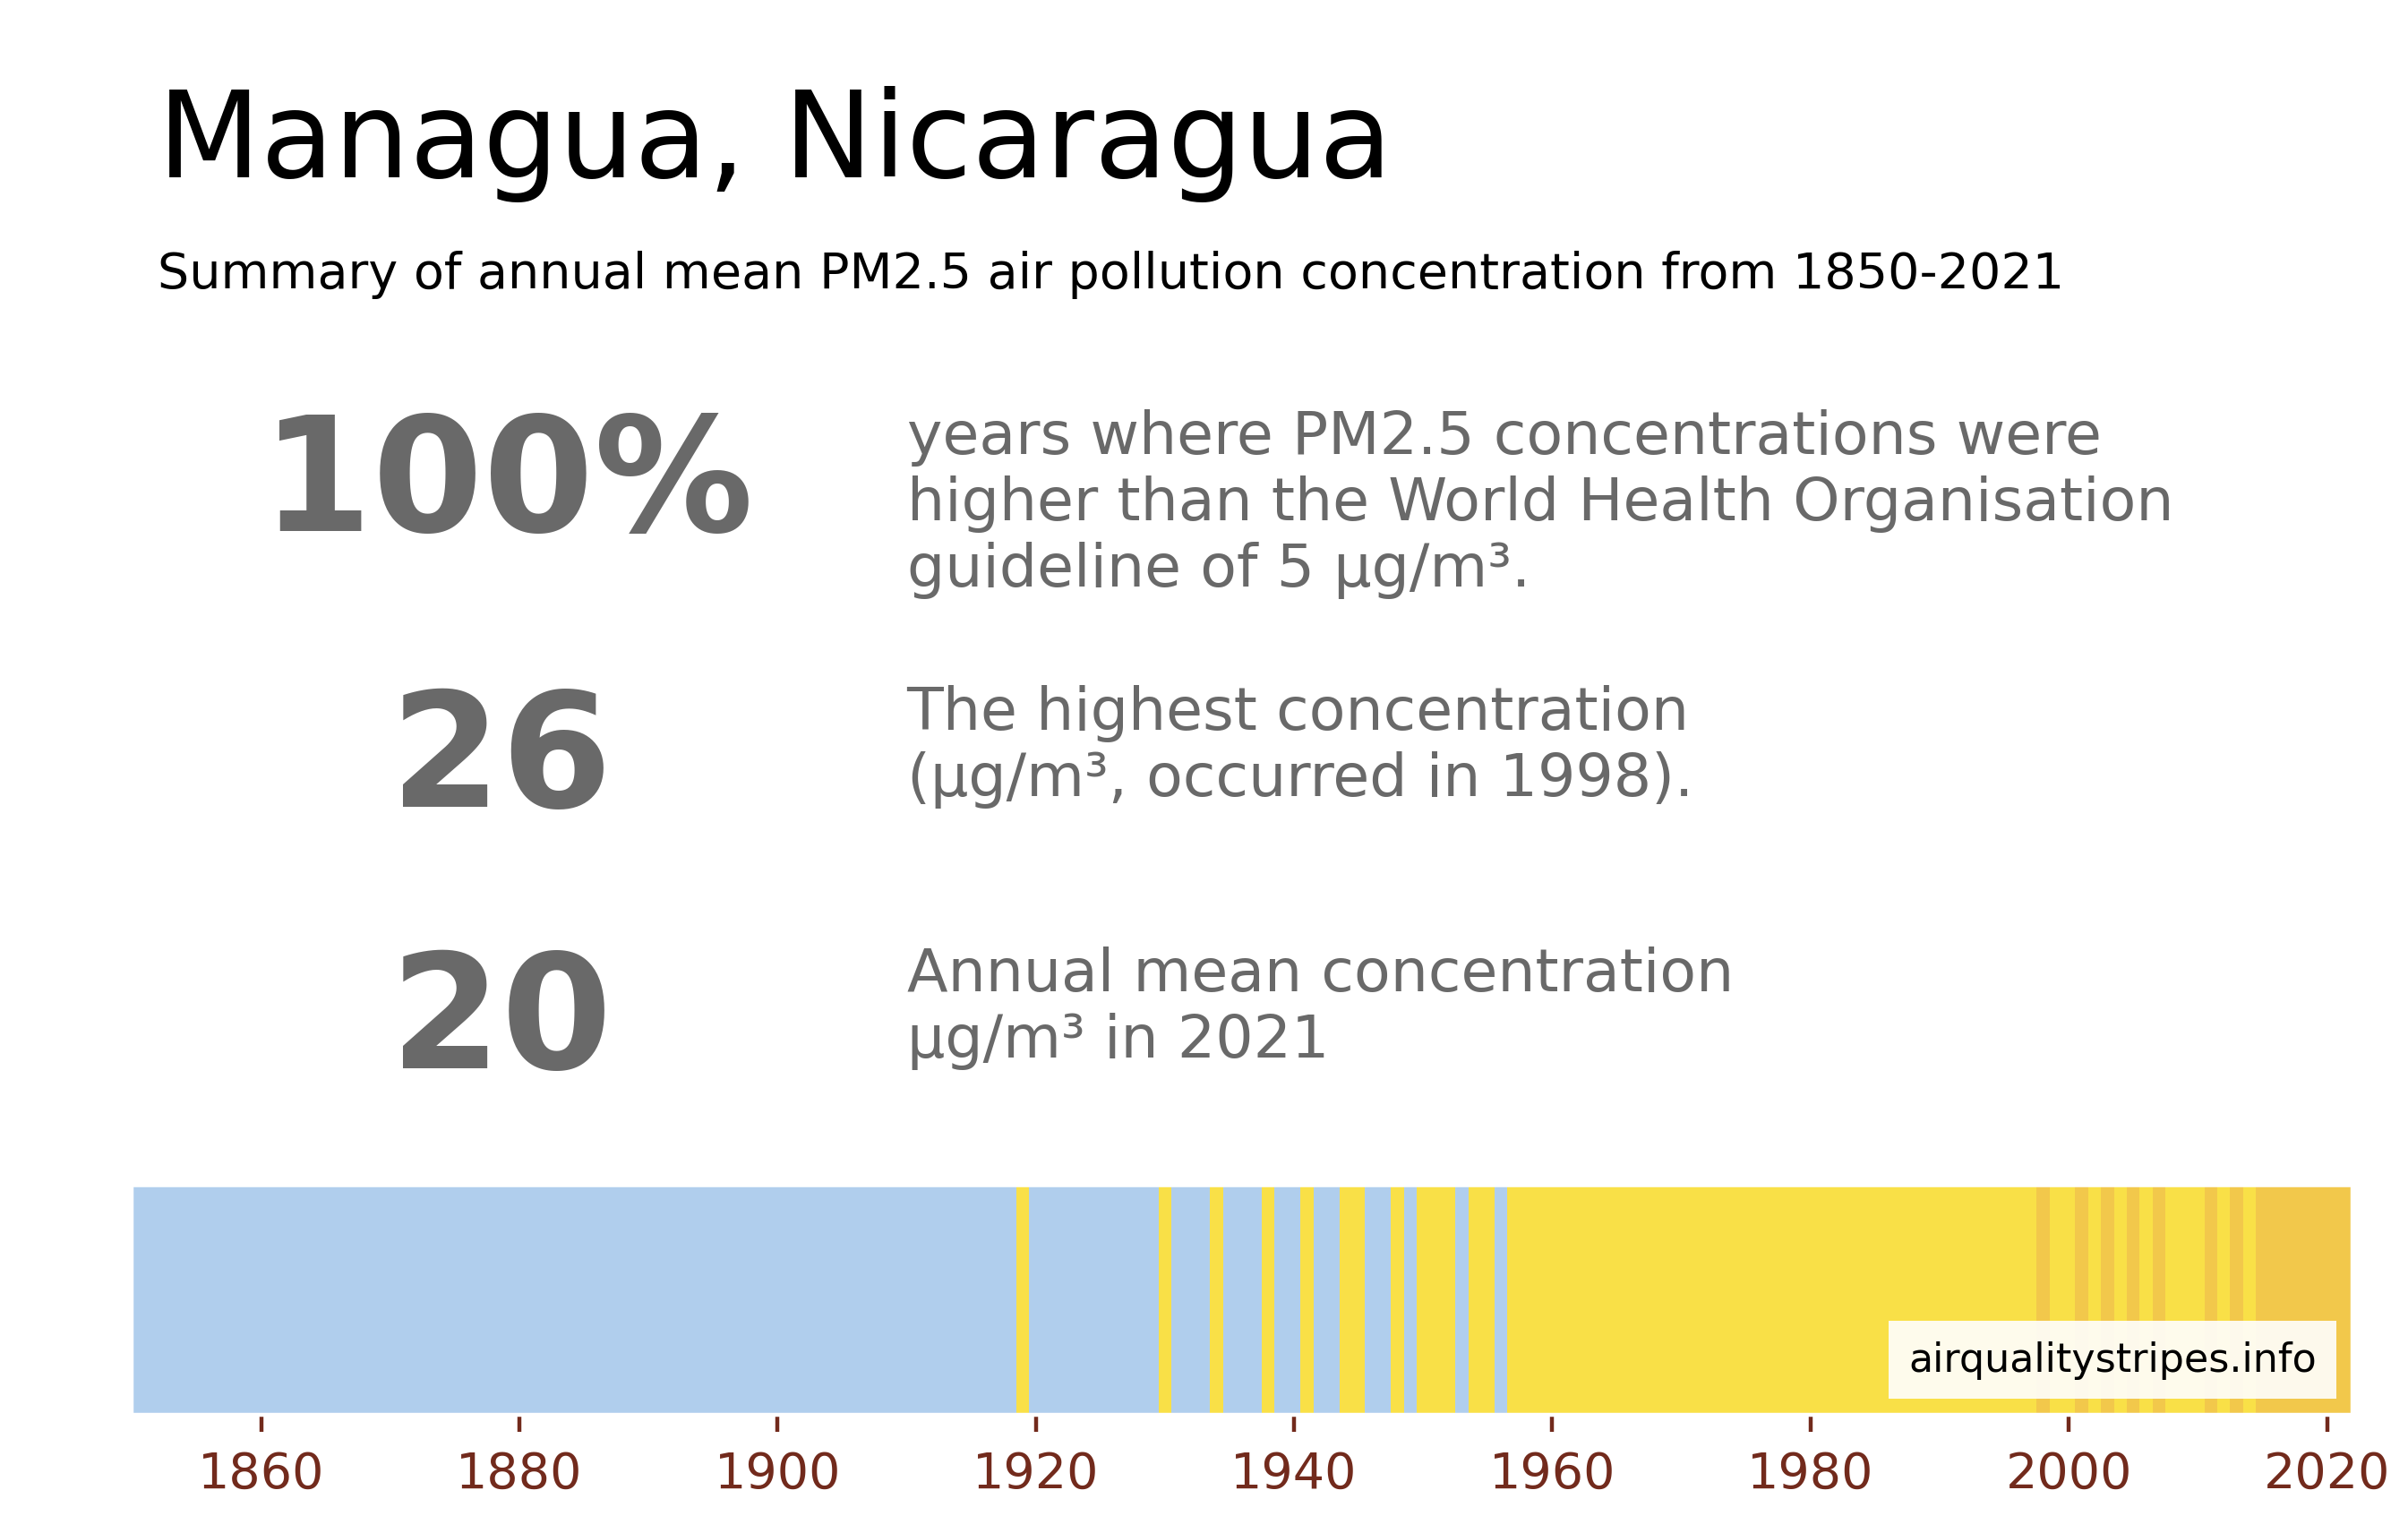 Managua, Nicaragua
Summary of annual mean PM2.5 air pollution concentration from 1850-2021
100%
years where PM2.5 concentrations were
higher than the World Health Organisation
guideline of 5 µg/m³.
26
The highest concentration
(µg/m³, occurred in 1998).
20
Annual mean concentration
µg/m³ in 2021
airqualitystripes.info
1860 1880 1900 1920 1940 1960 1980 2000 2020